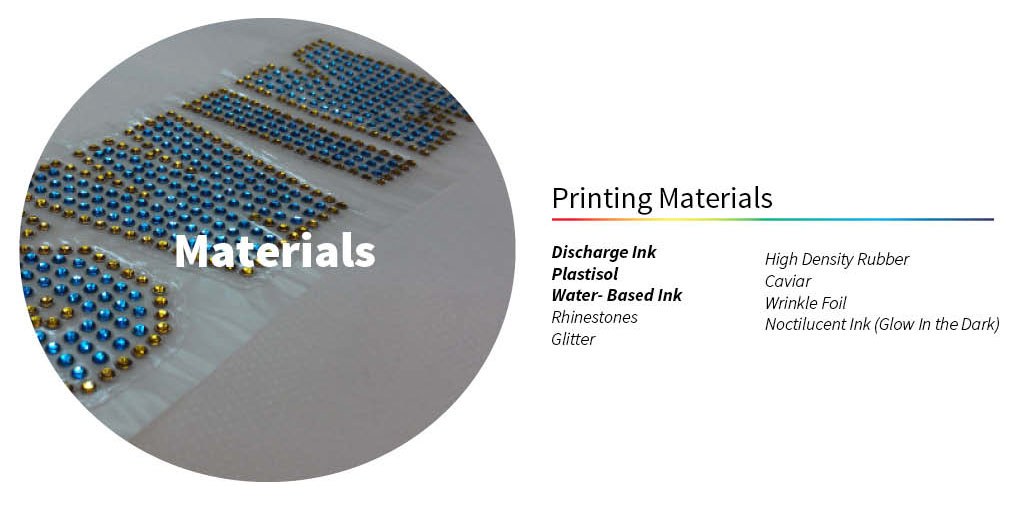 Materials
Printing Materials
Discharge Ink
Plastisol
Water- Based Ink
Rhinestones
Glitter
High Density Rubber
Caviar
Wrinkle Foil
Noctilucent Ink (Glow In the Dark)